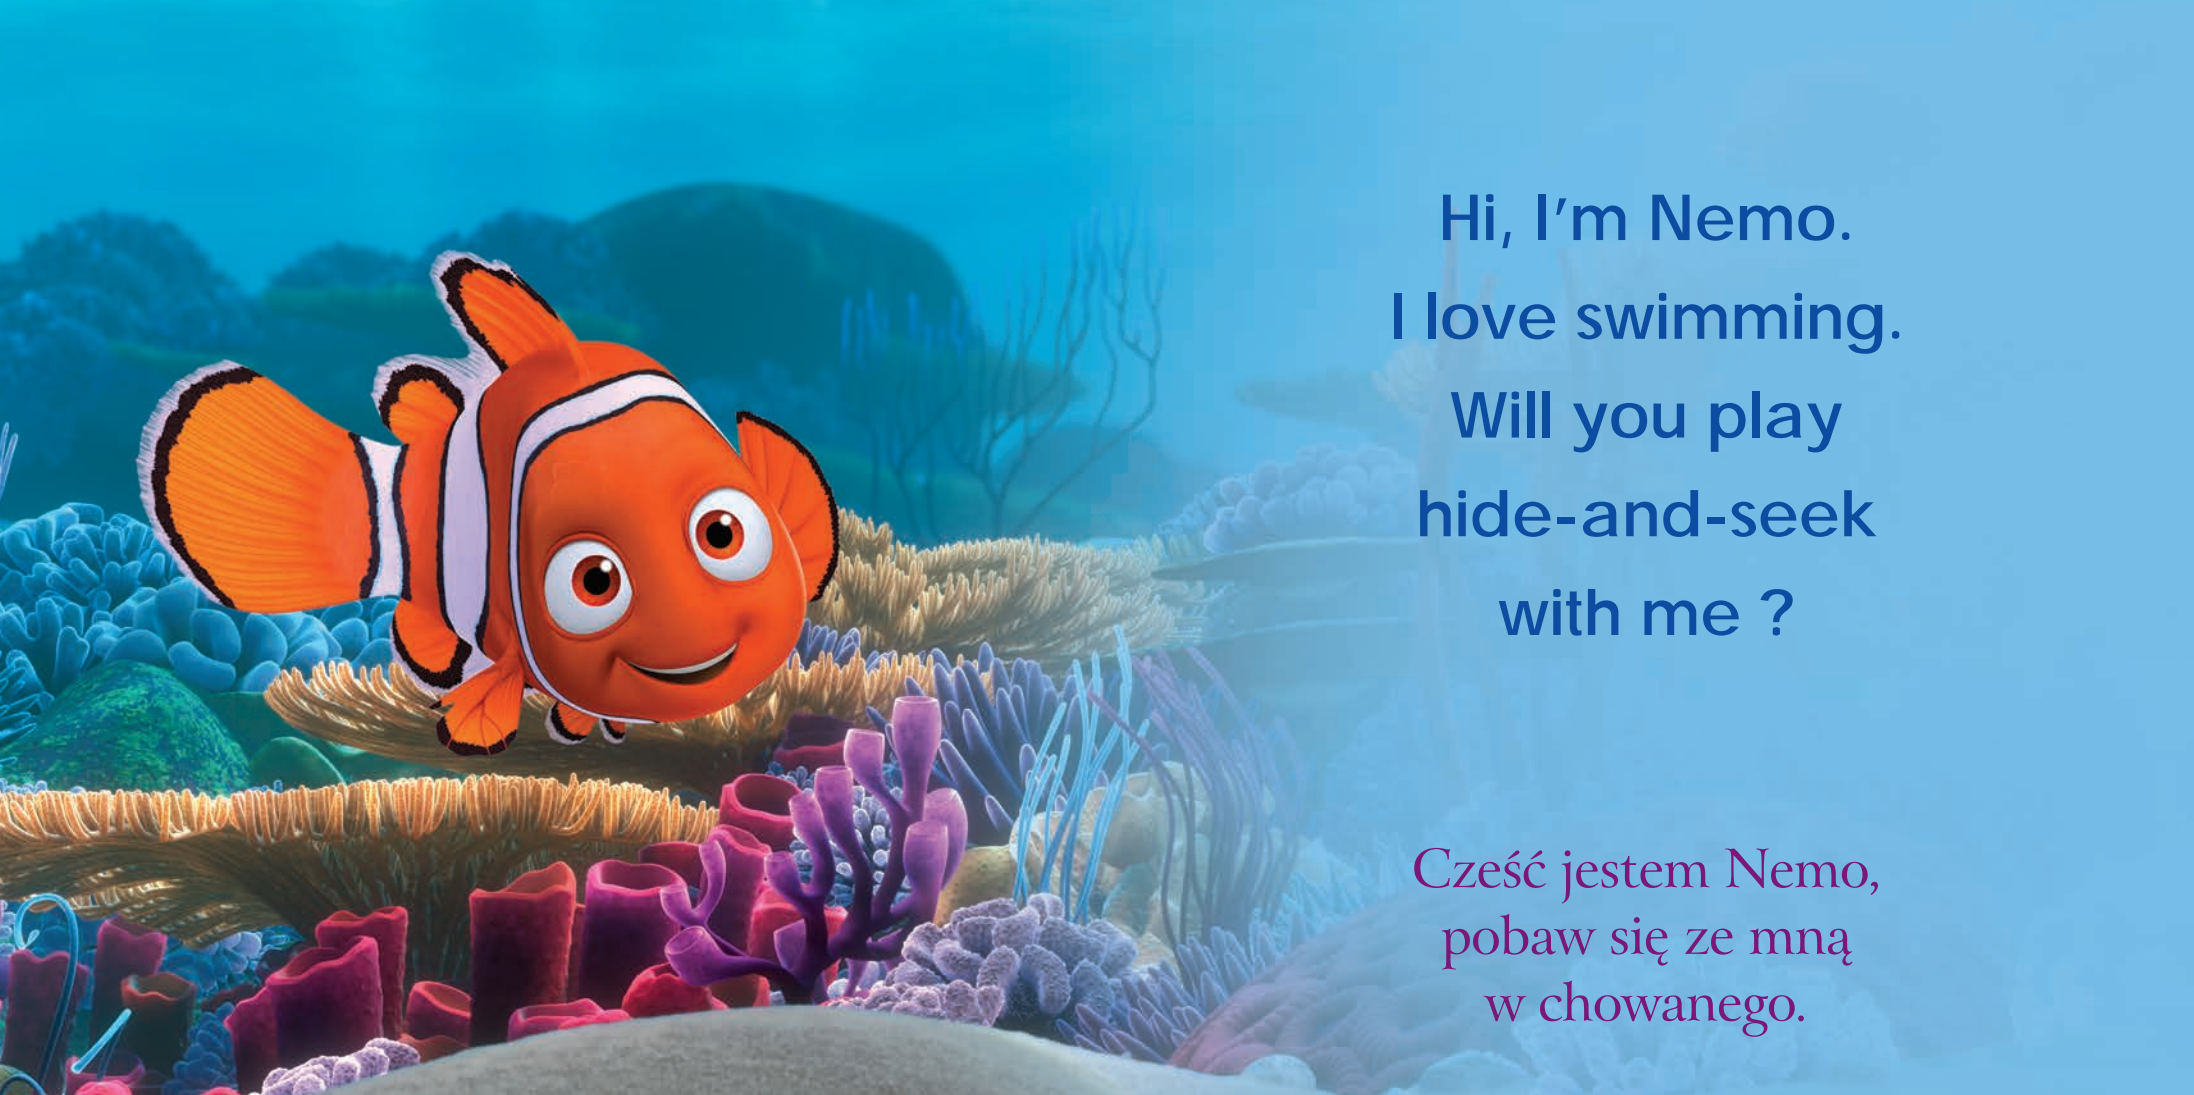 Hi, I'm Nemo.
I love swimming.
Will you play
hide-and-seek
with me ?
Cześć jestem Nemo,
pobaw się ze mną
w chowanego.